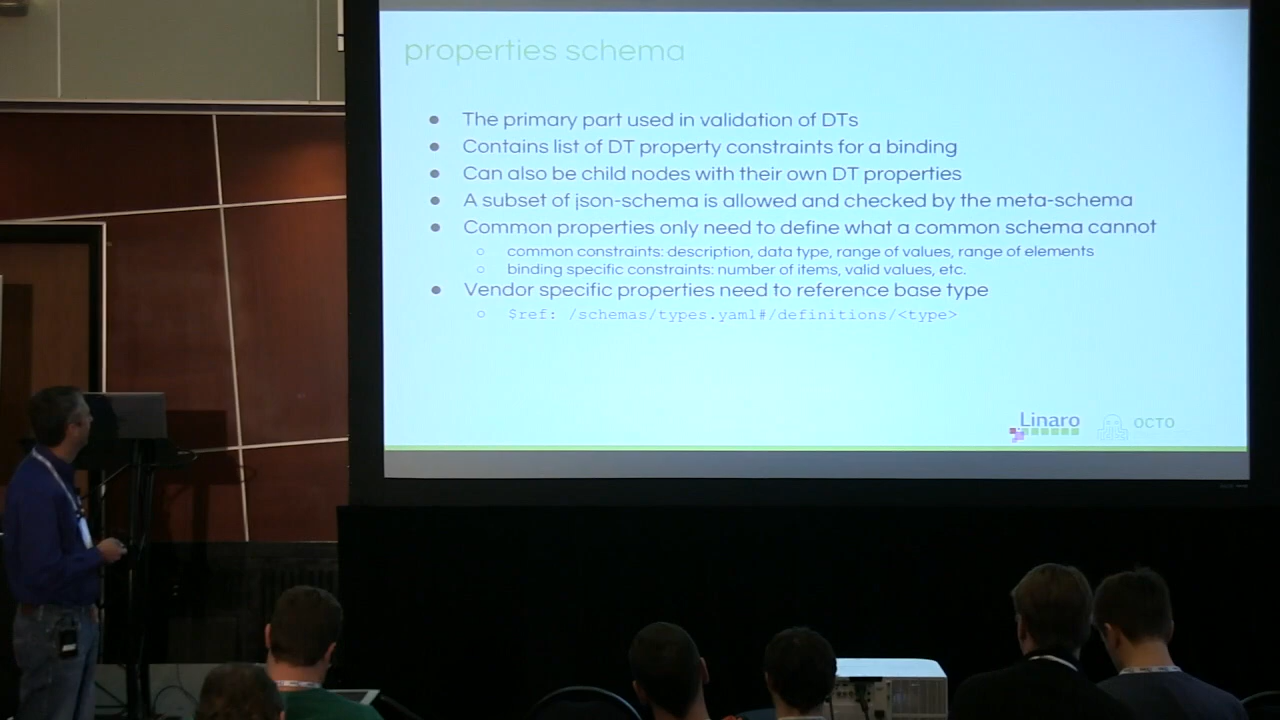 properties schema
● The primary part used in validation of DTs
● Contains list of DT property constraints for a binding
● Can also be child nodes with their own DT properties
● A subset of json-schema is allowed and checked by the meta-schema
● Common properties only need to define what a common schema cannot
○ common constraints: description, data type, range of values, range of elements
○ binding specific constraints: number of items, valid values, etc.
● Vendor specific properties need to reference base type
○ $ref: /schemas/types.yaml#/definitions/<type>
Linaro OCTO